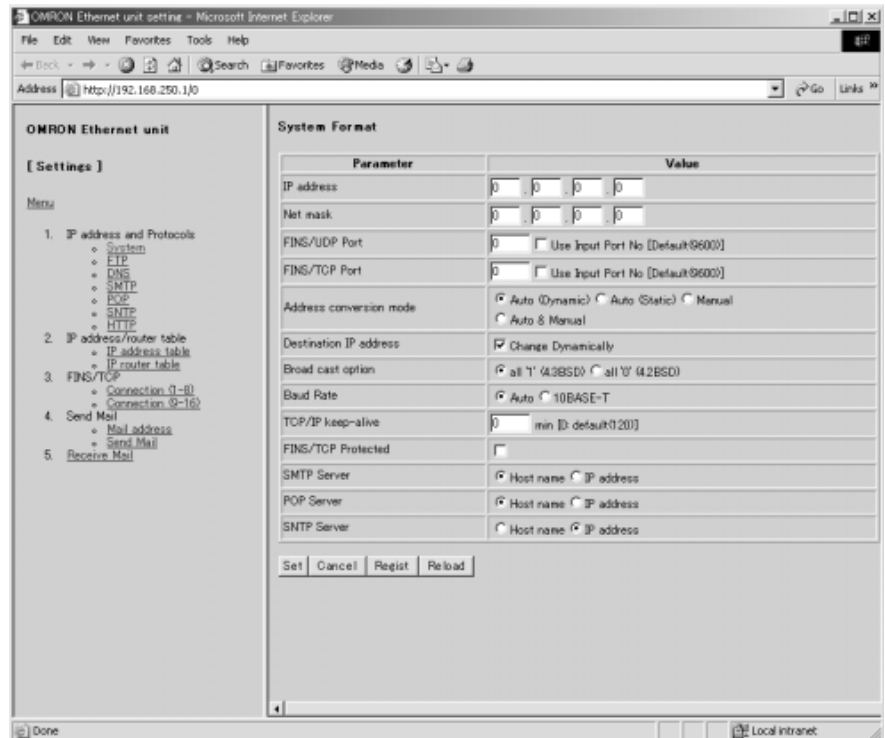 OMRON Ethernet unit setting - Microsoft Internet Explorer
File Edit View Favorites Tools Help
Back Search Favorites Media
Address http://192.168.250.1/0 Go Links »
OMRON Ethernet unit
[ Settings ]
Menu
1. IP address and Protocols
System
FTP
DNS
SMTP
POP
SNTP
HTTP
2. IP address/router table
IP address table
IP router table
3. FINS/TCP
Connection (1-8)
Connection (9-16)
4. Send Mail
Mail address
Send Mail
5. Receive Mail
System Format
Parameter Value
IP address 0 . 0 . 0 . 0
Net mask 0 . 0 . 0 . 0
FINS/UDP Port 0 Use Input Port No [Default(9600)]
FINS/TCP Port 0 Use Input Port No [Default(9600)]
Address conversion mode Auto (Dynamic) Auto (Static) Manual
Auto & Manual
Destination IP address Change Dynamically
Broad cast option all '1' (4.3BSD) all '0' (4.2BSD)
Baud Rate Auto 10BASE-T
TCP/IP keep-alive 0 min [0: default(120)]
FINS/TCP Protected
SMTP Server Host name IP address
POP Server Host name IP address
SNTP Server Host name IP address
Set Cancel Regist Reload
Done Local intranet